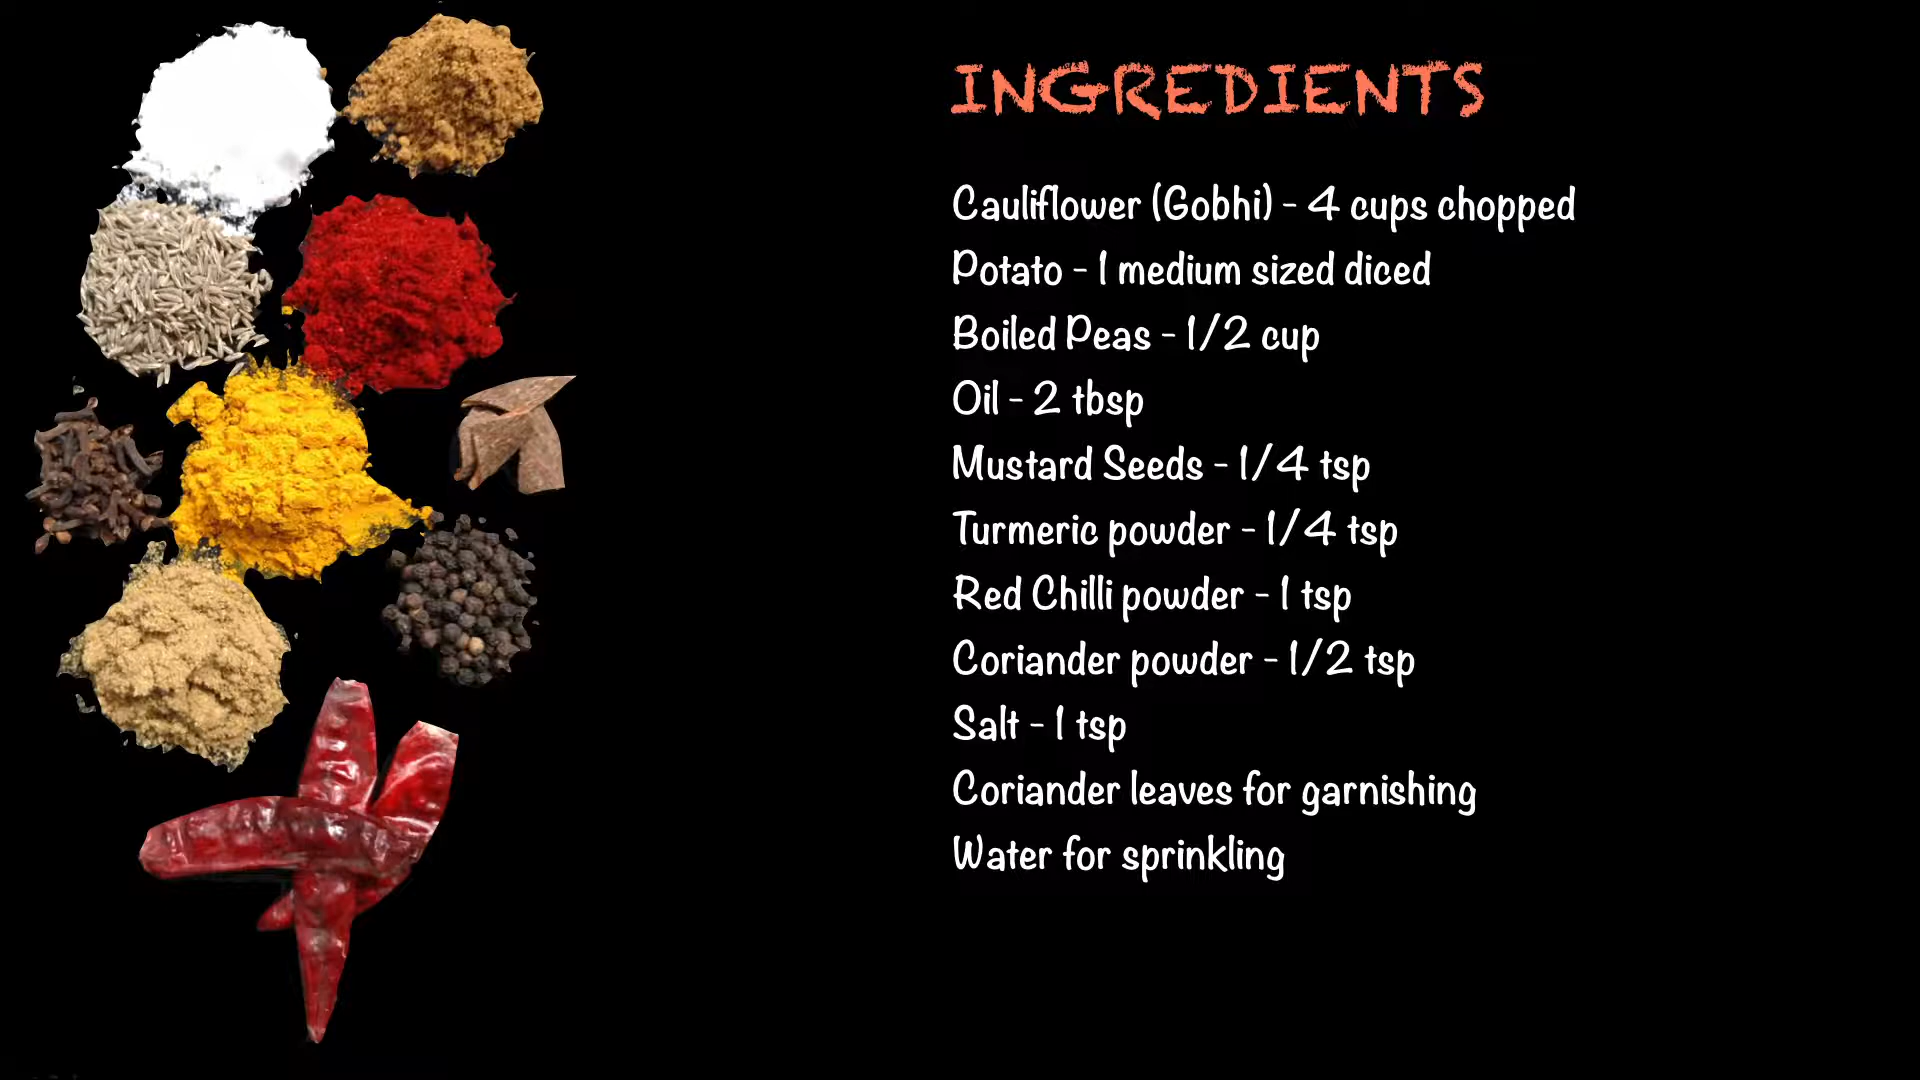 INGREDIENTS
Cauliflower (Gobhi) - 4 cups chopped
Potato - 1 medium sized diced
Boiled Peas - 1/2 cup
Oil - 2 tbsp
Mustard Seeds - 1/4 tsp
Turmeric powder - 1/4 tsp
Red Chilli powder - 1 tsp
Coriander powder - 1/2 tsp
Salt - 1 tsp
Coriander leaves for garnishing
Water for sprinkling